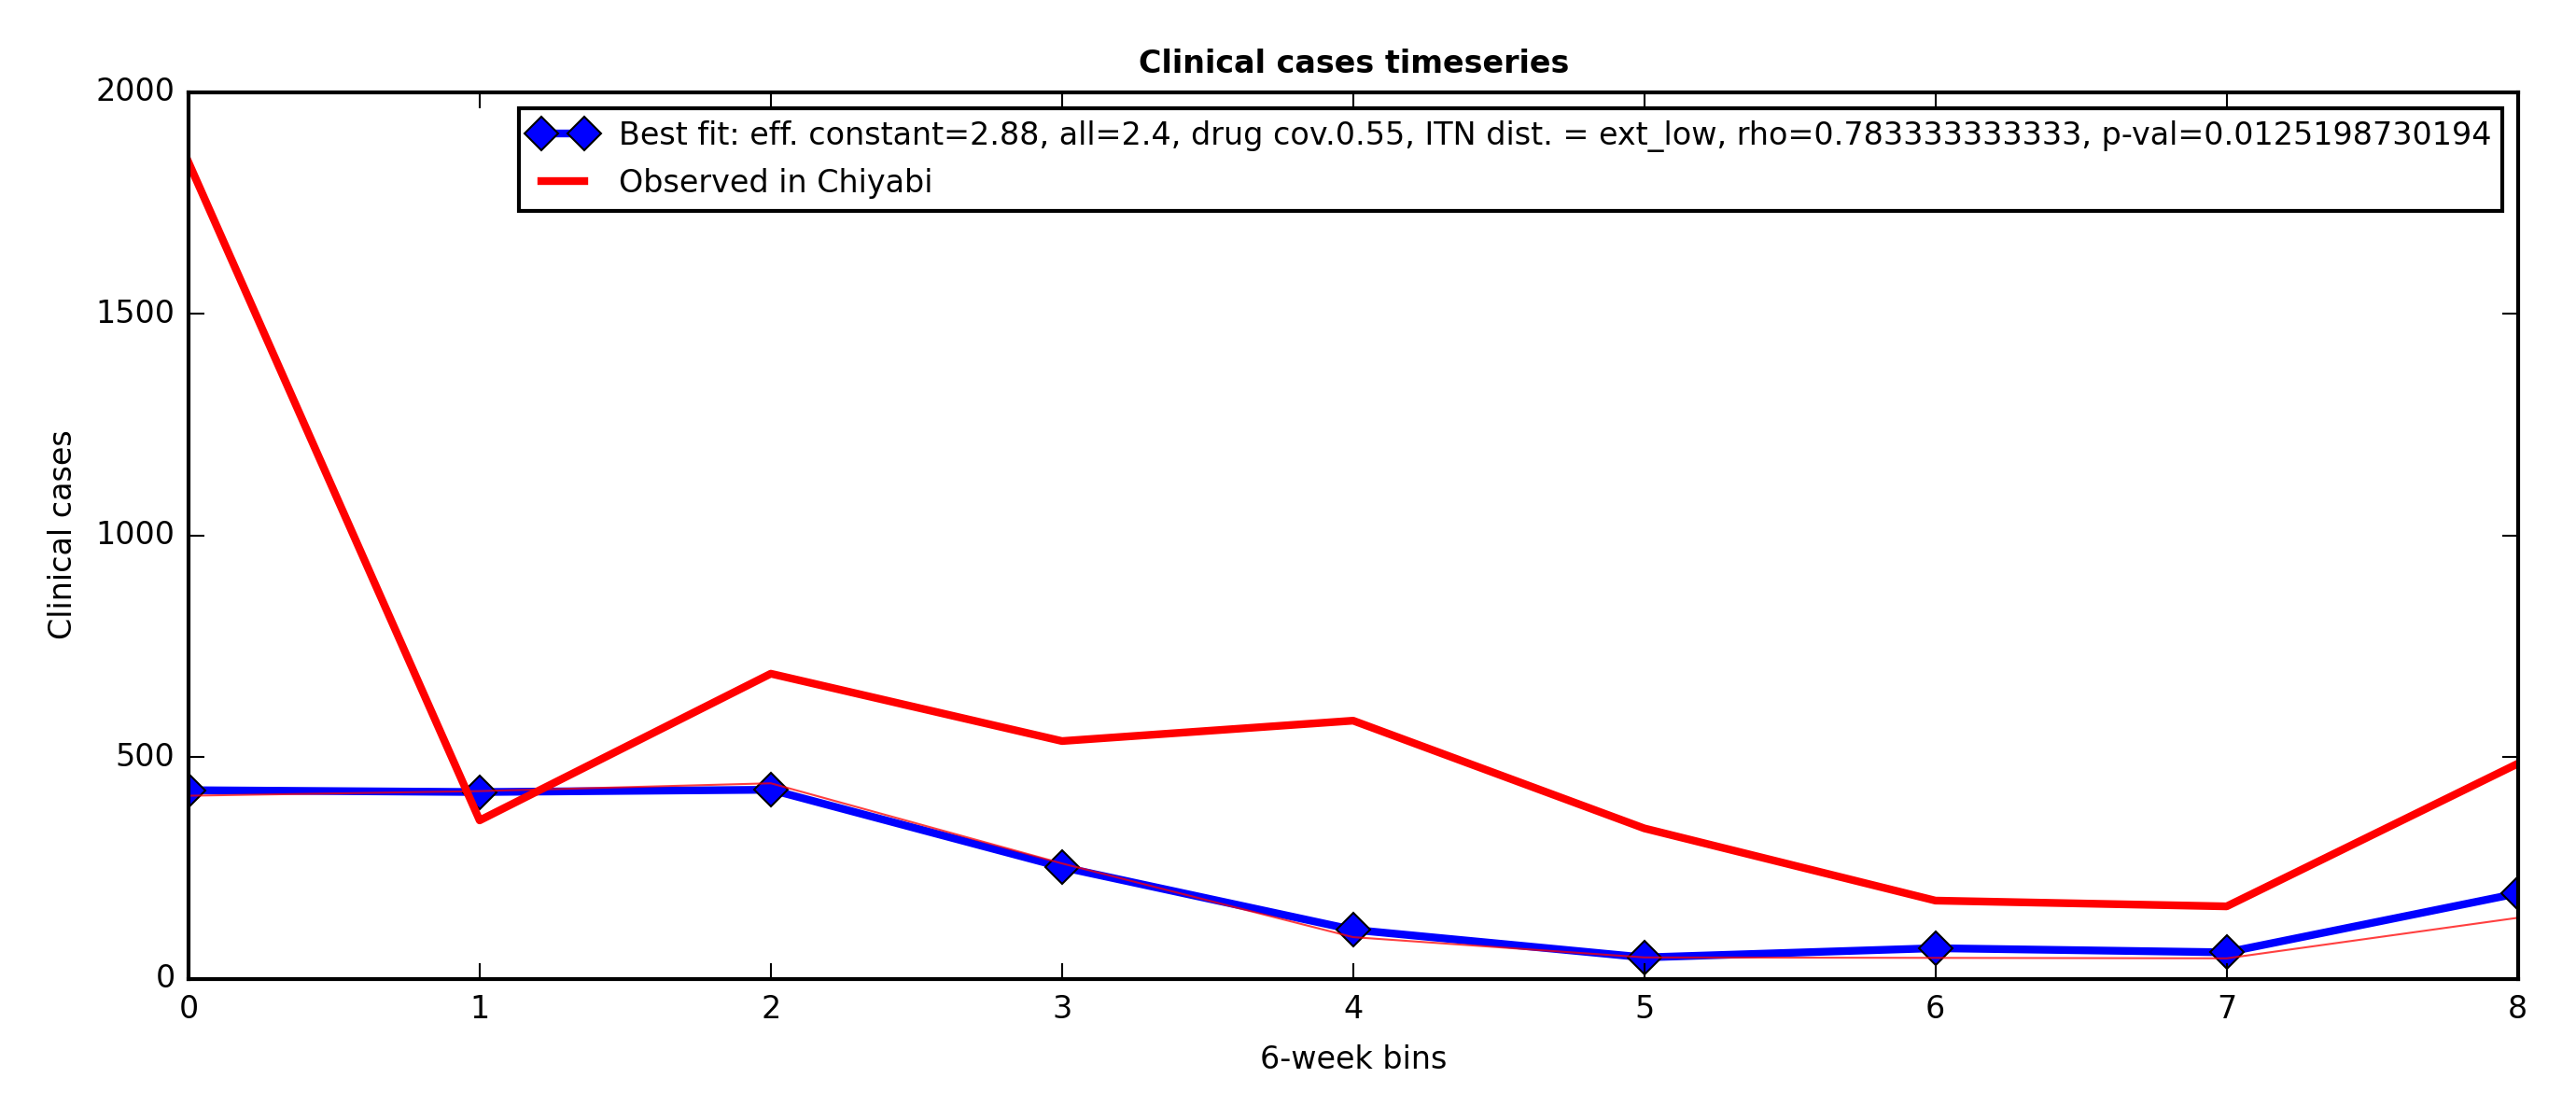 Clinical cases timeseries
2000
1500
1000
500
0
Clinical cases
Best fit: eff. constant=2.88, all=2.4, drug cov.0.55, ITN dist. = ext_low, rho=0.783333333333, p-val=0.0125198730194
Observed in Chiyabi
0 1 2 3 4 5 6 7 8
6-week bins